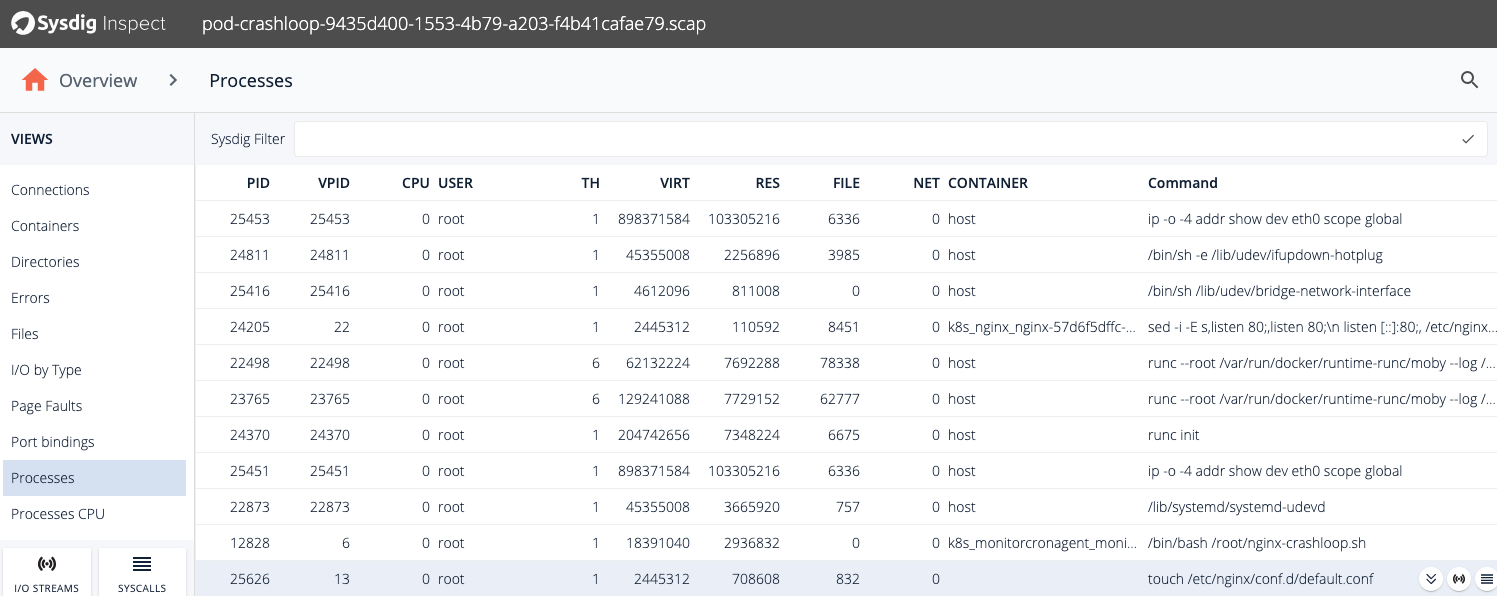 Sysdig Inspect pod-crashloop-9435d400-1553-4b79-a203-f4b41cafae79.scap
Overview Processes
VIEWS
Connections
Containers
Directories
Errors
Files
I/O by Type
Page Faults
Port bindings
Processes
Processes CPU
I/O STREAMS
SYSCALLS
Sysdig Filter
PID VPID CPU USER TH VIRT RES FILE NET CONTAINER Command
25453 25453 0 root 1 898371584 103305216 6336 0 host ip -o -4 addr show dev eth0 scope global
24811 24811 0 root 1 45355008 2256896 3985 0 host /bin/sh -e /lib/udev/ifupdown-hotplug
25416 25416 0 root 1 4612096 811008 0 0 host /bin/sh /lib/udev/bridge-network-interface
24205 22 0 root 1 2445312 110592 8451 0 k8s_nginx_nginx-57d6f5dffc-... sed -i -E s,listen 80;,listen 80;\n listen [::]:80;, /etc/nginx...
22498 22498 0 root 6 62132224 7692288 78338 0 host runc --root /var/run/docker/runtime-runc/moby --log /...
23765 23765 0 root 6 129241088 7729152 62777 0 host runc --root /var/run/docker/runtime-runc/moby --log /...
24370 24370 0 root 1 204742656 7348224 6675 0 host runc init
25451 25451 0 root 1 898371584 103305216 6336 0 host ip -o -4 addr show dev eth0 scope global
22873 22873 0 root 1 45355008 3665920 757 0 host /lib/systemd/systemd-udevd
12828 6 0 root 1 18391040 2936832 0 0 k8s_monitorcronagent_moni... /bin/bash /root/nginx-crashloop.sh
25626 13 0 root 1 2445312 708608 832 0 touch /etc/nginx/conf.d/default.conf